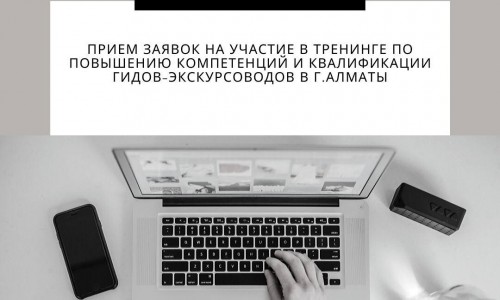 ПРИЕМ ЗАЯВОК НА УЧАСТИЕ В ТРЕНИНГЕ ПО
ПОВЫШЕНИЮ КОМПЕТЕНЦИЙ И КВАЛИФИКАЦИИ
ГИДОВ-ЭКСКУРСОВОДОВ В Г.АЛМАТЫ